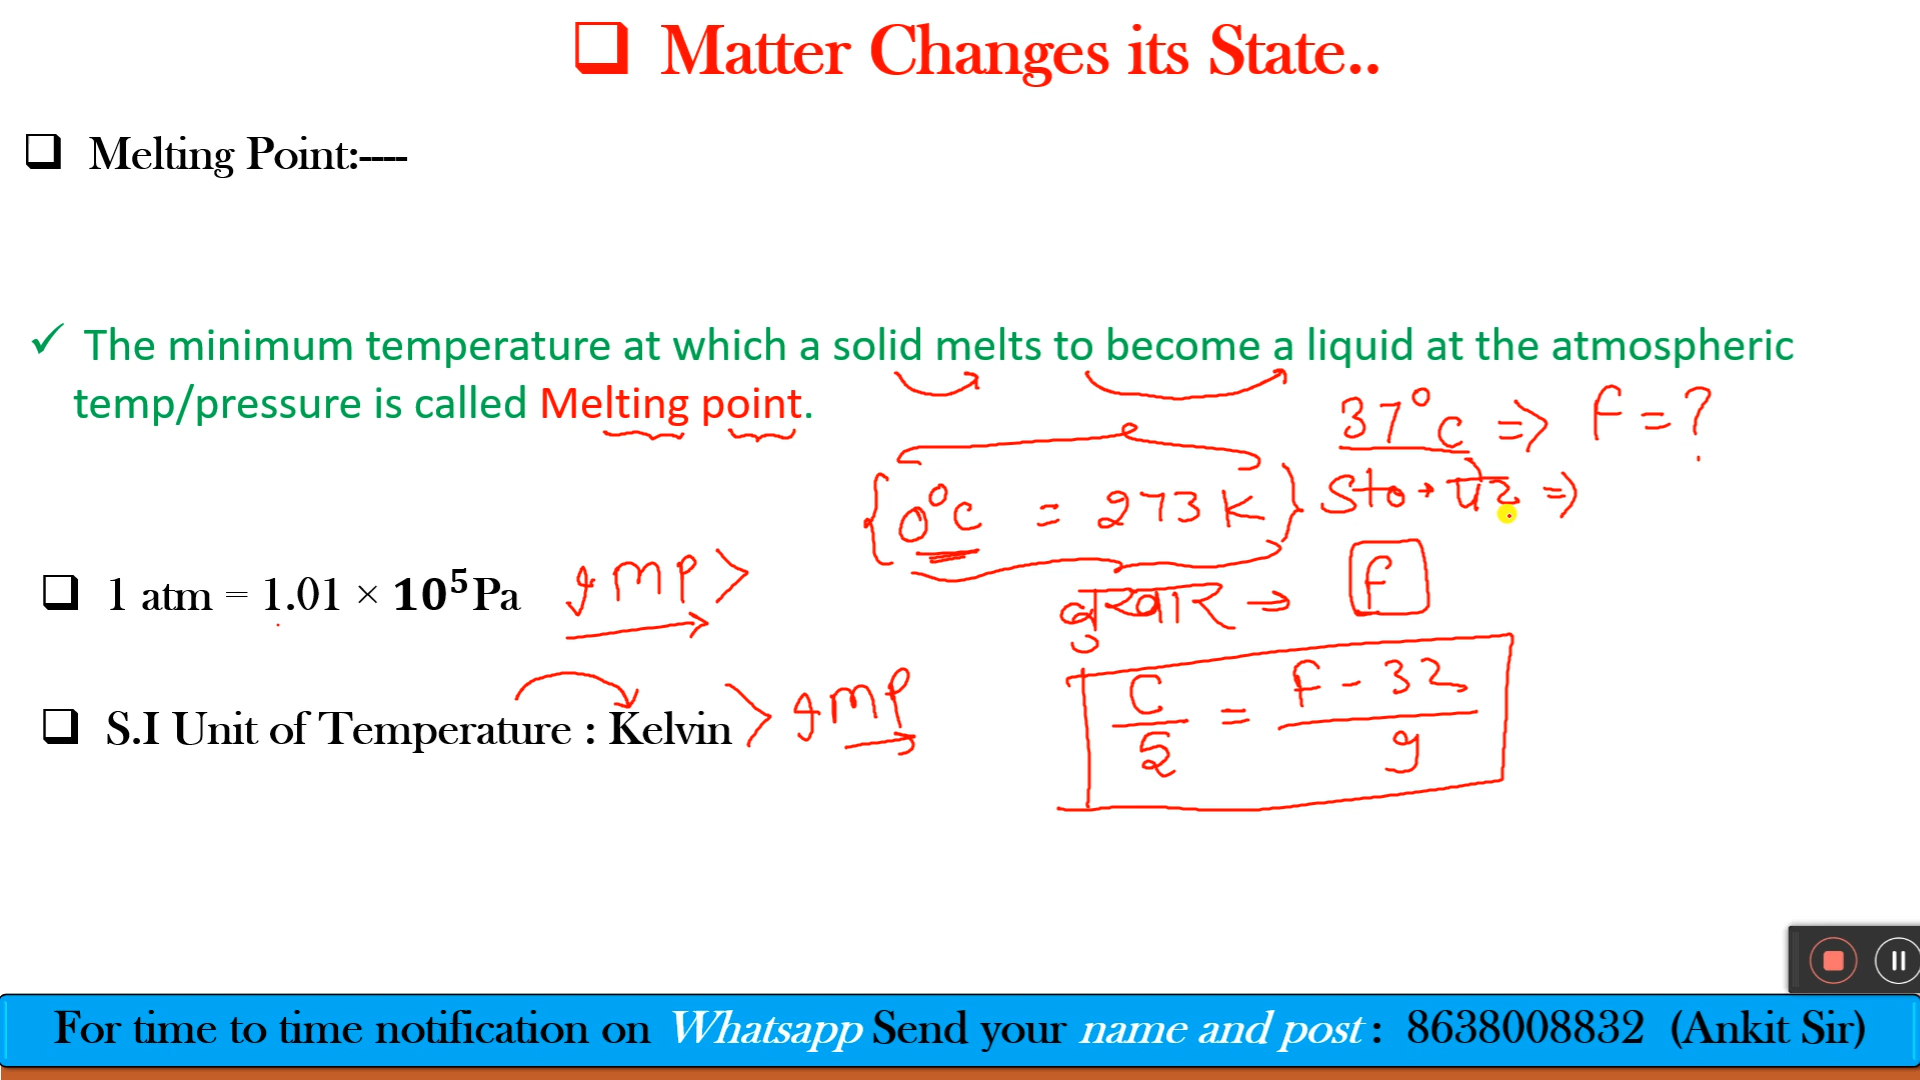 Matter Changes its State..
Melting Point:----
The minimum temperature at which a solid melts to become a liquid at the atmospheric
temp/pressure is called Melting point.
37°C ⇒ F = ?
{0°C = 273 K}
⇒
1 atm = 1.01 × 10⁵Pa
Imp >
बुखार → F
S.I Unit of Temperature : Kelvin > Imp
C/5 = F - 32/9
For time to time notification on Whatsapp Send your name and post : 8638008832 (Ankit Sir)